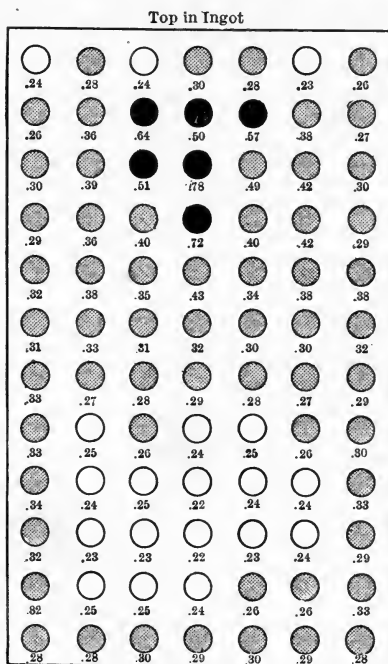 Top in Ingot
.24 .28 .24 .30 .28 .23 .26
.26 .36 .64 .50 .57 .38 .27
.30 .39 .51 .78 .49 .42 .30
.29 .36 .40 .72 .40 .42 .29
.32 .38 .35 .43 .34 .38 .38
.31 .33 .31 32 .30 .30 32
.33 .27 .28 .29 .28 .27 .29
.33 .25 .26 .24 .25 .26 .30
.34 .24 .25 .22 .24 .24 .33
.32 .23 .23 .22 .23 .24 .29
.32 .25 .25 .24 .26 .26 .33
.28 .28 .30 .29 .30 .29 .28